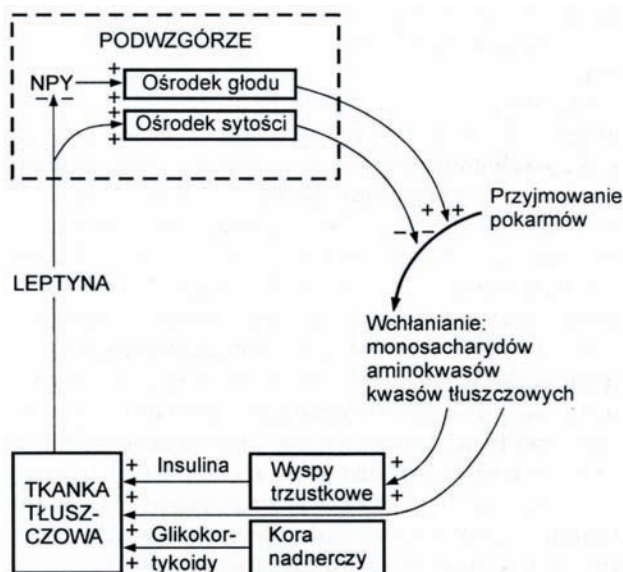 PODWZGÓRZE
NPY
+
+
Ośrodek głodu
– –
+
+
Ośrodek sytości
+ +
– –
Przyjmowanie
pokarmów
LEPTYNA
Wchłanianie:
monosacharydów
aminokwasów
kwasów tłuszczowych
TKANKA
TŁUSZ-
CZOWA
+
+
Insulina
Wyspy
trzustkowe
+
+
+
Glikokor-
tykoidy
+
Kora
nadnerczy